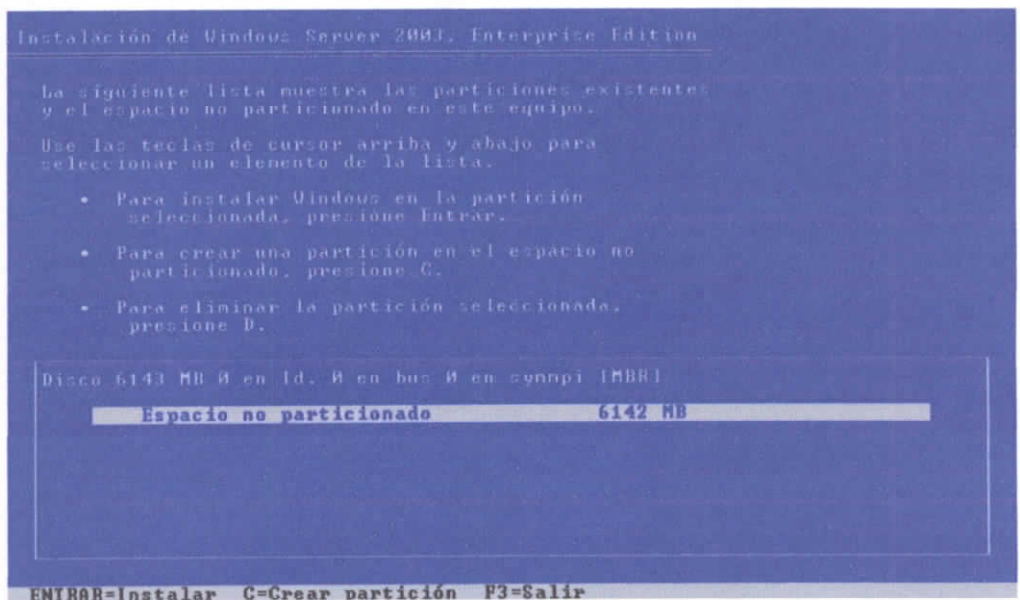 Instalación de Windows Server 2003, Enterprise Edition
La siguiente lista muestra las particiones existentes
y el espacio no particionado en este equipo.
Use las teclas de cursor arriba y abajo para
seleccionar un elemento de la lista.
• Para instalar Windows en la partición
seleccionada, presione Entrar.
• Para crear una partición en el espacio no
particionado, presione C.
• Para eliminar la partición seleccionada,
presione D.
Disco 6143 MB 0 en Id. 0 en bus 0 en symmpi [MBR]
Espacio no particionado 6142 MB
ENTRAR=Instalar C=Crear partición F3=Salir